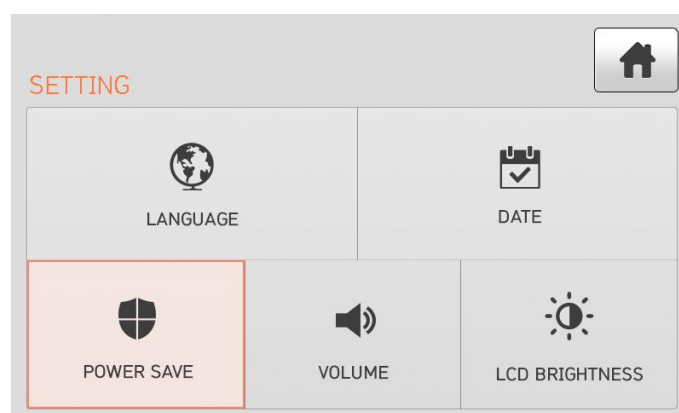 SETTING
LANGUAGE
DATE
POWER SAVE
VOLUME
LCD BRIGHTNESS